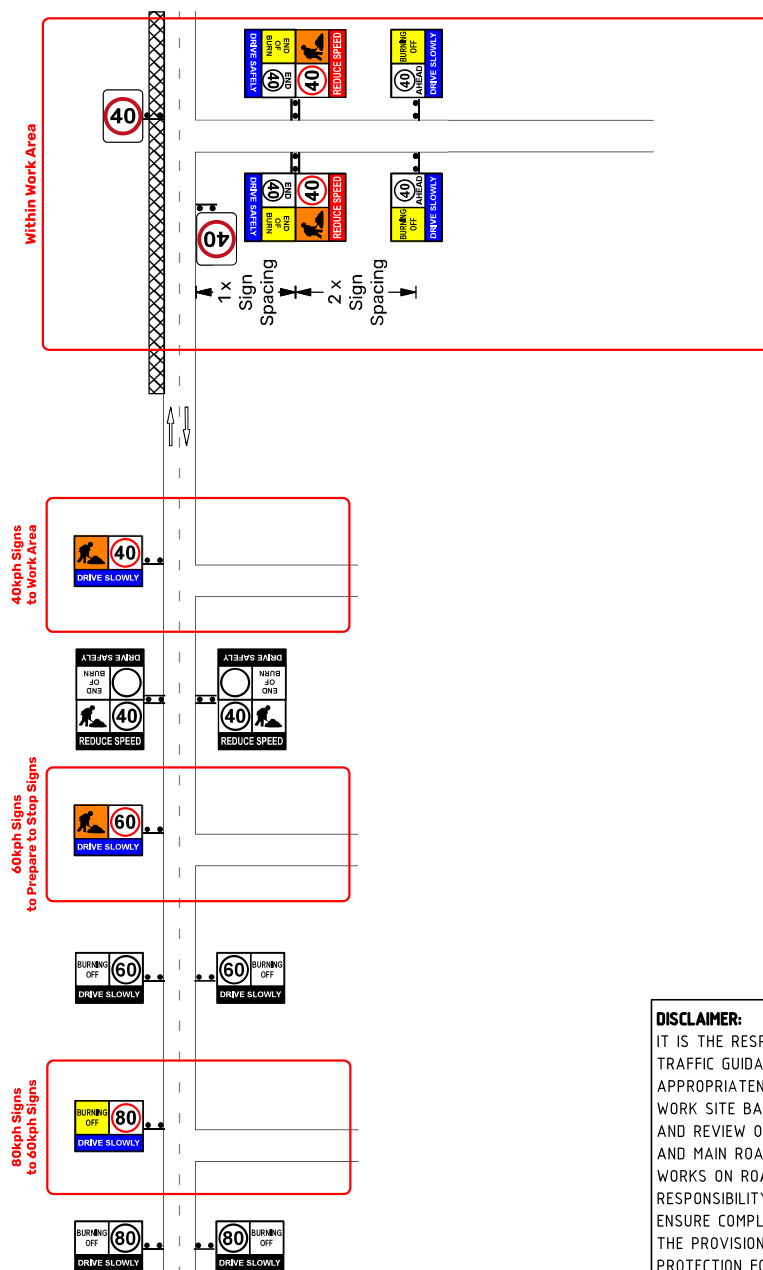 Within Work Area
DRIVE SAFELY
END OF BURN
END
40
40
REDUCE SPEED
BURNING OFF
40
AHEAD
DRIVE SLOWLY
40
DRIVE SAFELY
END
40
END OF BURN
40
REDUCE SPEED
40
AHEAD
BURNING OFF
DRIVE SLOWLY
40
1 x
Sign
Spacing
2 x
Sign
Spacing
40kph Signs
to Work Area
40
DRIVE SLOWLY
DRIVE SAFELY
END
OF
BURN
40
REDUCE SPEED
DRIVE SAFELY
END
OF
BURN
40
REDUCE SPEED
60kph Signs
to Prepare to Stop Signs
60
DRIVE SLOWLY
BURNING
OFF
60
DRIVE SLOWLY
60
BURNING
OFF
DRIVE SLOWLY
80kph Signs
to 60kph Signs
BURNING
OFF
80
DRIVE SLOWLY
BURNING
OFF
80
DRIVE SLOWLY
80
BURNING
OFF
DRIVE SLOWLY
DISCLAIMER:
IT IS THE RESP
TRAFFIC GUIDA
APPROPRIATEN
WORK SITE BA
AND REVIEW O
AND MAIN ROA
WORKS ON ROA
RESPONSIBILITY
ENSURE COMPL
THE PROVISION
PROTECTION FO